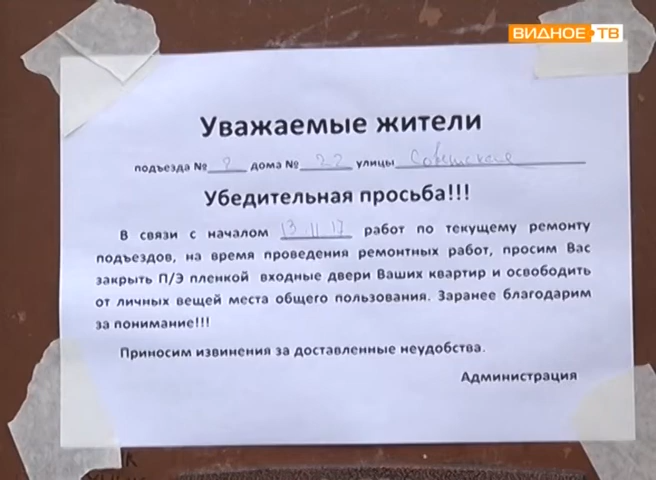 ВИДНОЕ ТВ
Уважаемые жители
подъезда № 2 дома № 22 улицы Советская
Убедительная просьба!!!
В связи с началом 13.11.17 работ по текущему ремонту
подъездов, на время проведения ремонтных работ, просим Вас
закрыть П/Э пленкой входные двери Ваших квартир и освободить
от личных вещей места общего пользования. Заранее благодарим
за понимание!!!
Приносим извинения за доставленные неудобства.
Администрация